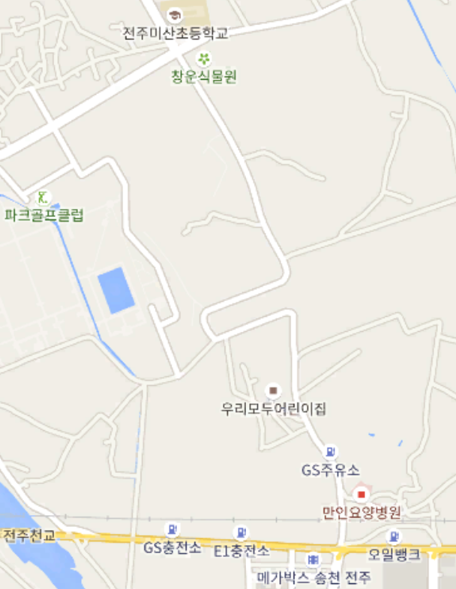 전주미산초등학교
창운식물원
파크골프클럽
우리모두어린이집
GS주유소
만인요양병원
전주천교
GS충전소
E1충전소
오일뱅크
메가박스 송천 전주